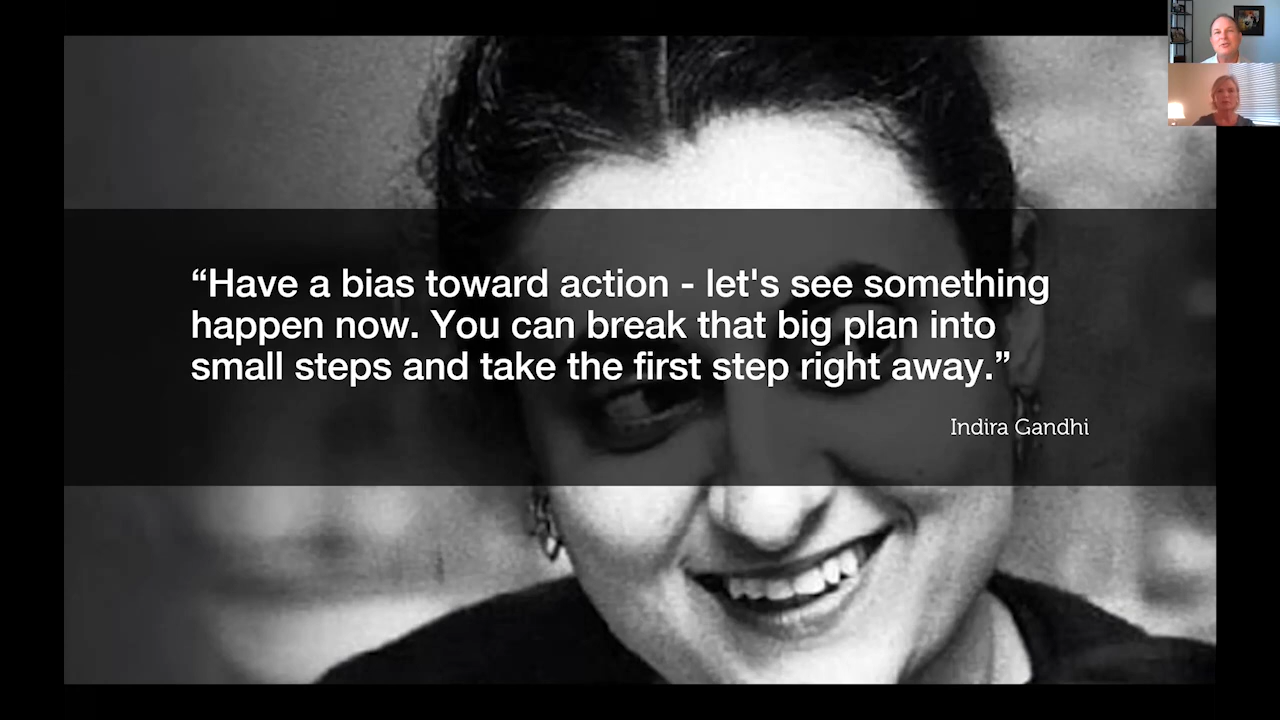 “Have a bias toward action - let's see something
happen now. You can break that big plan into
small steps and take the first step right away.”
Indira Gandhi